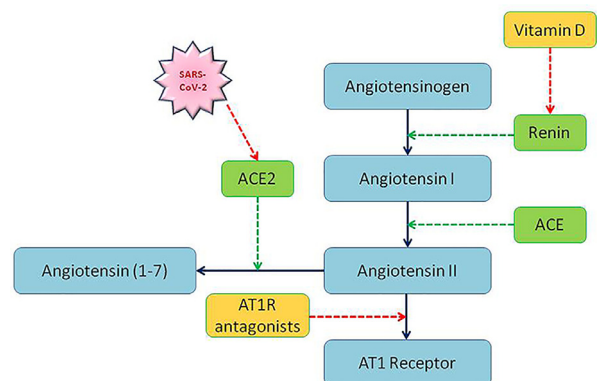 Vitamin D
SARS-
CoV-2
Angiotensinogen
Renin
ACE2
Angiotensin I
ACE
Angiotensin (1-7)
Angiotensin II
AT1R
antagonists
AT1 Receptor